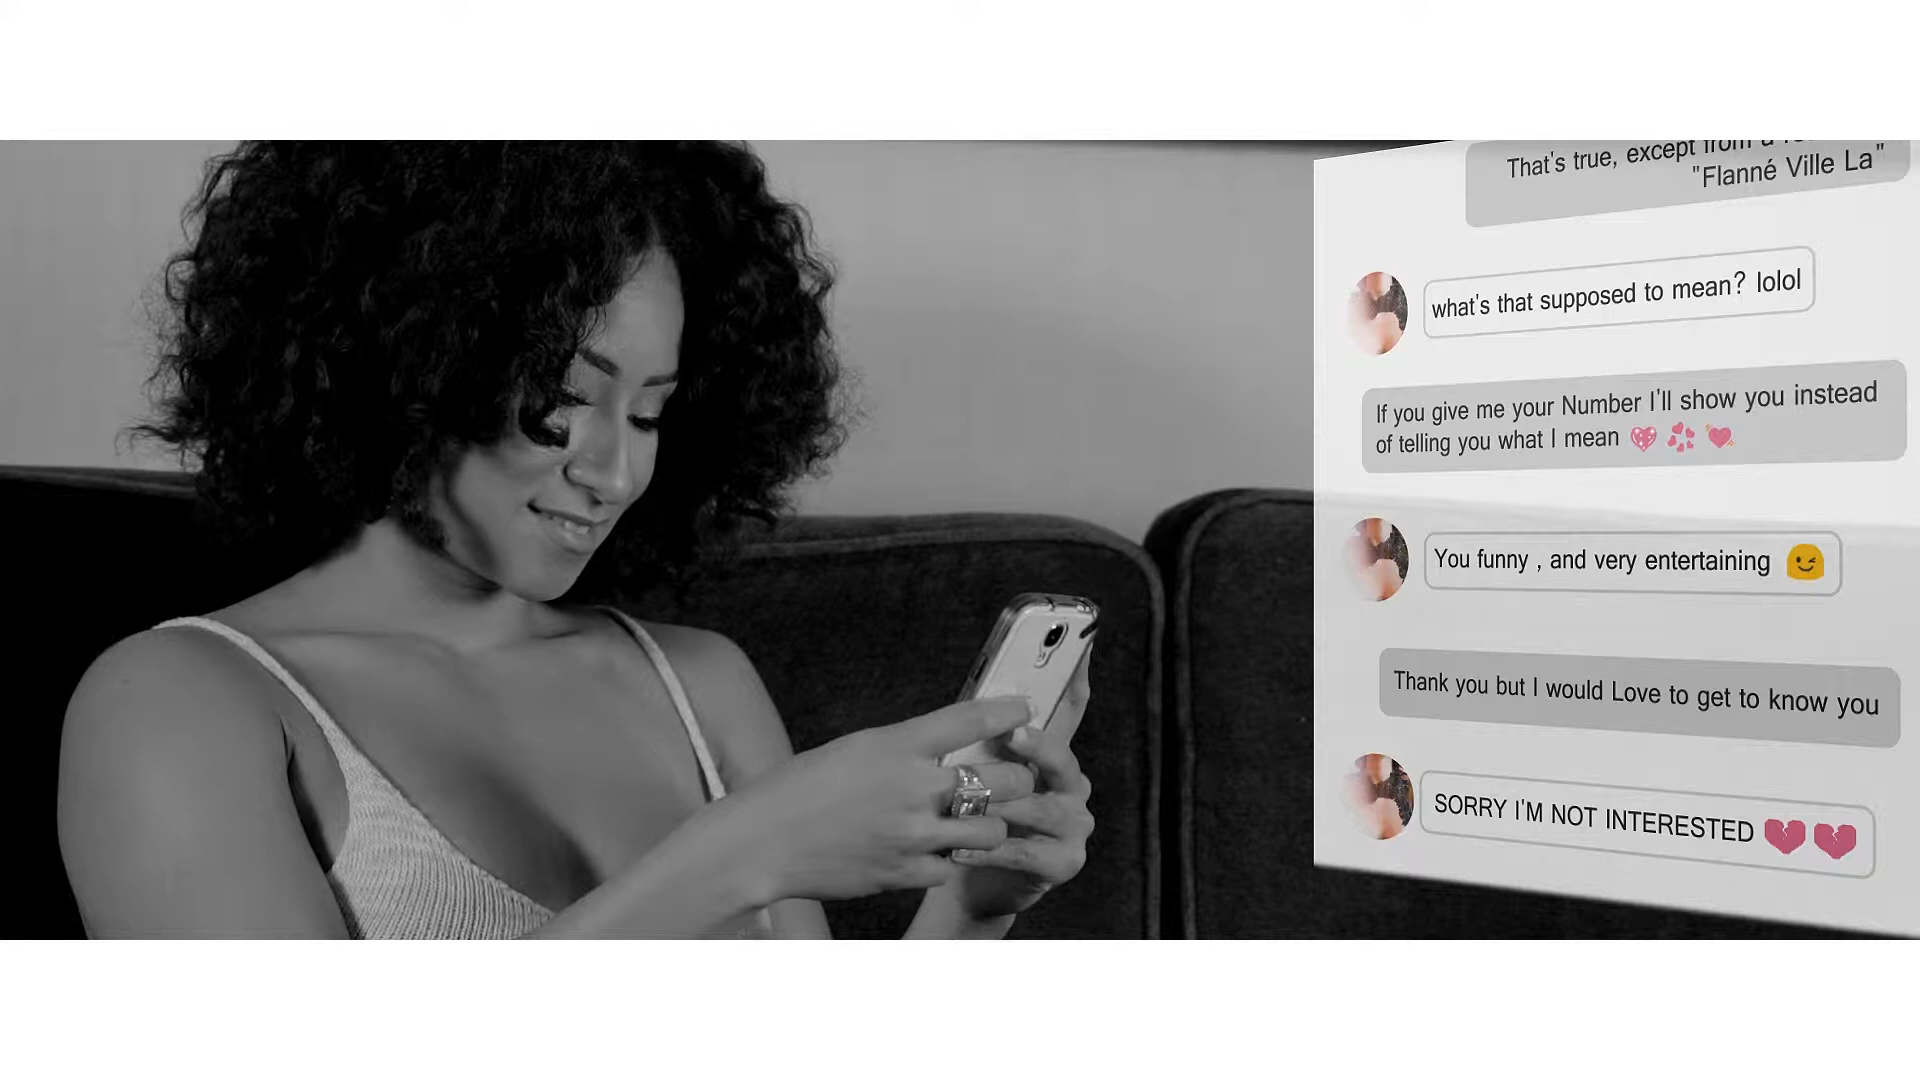 That's true, except from a
"Flanné Ville La"
what's that supposed to mean? lolol
If you give me your Number I'll show you instead
of telling you what I mean 💖 💞 💘
You funny , and very entertaining 😉
Thank you but I would Love to get to know you
SORRY I'M NOT INTERESTED 💔 💔